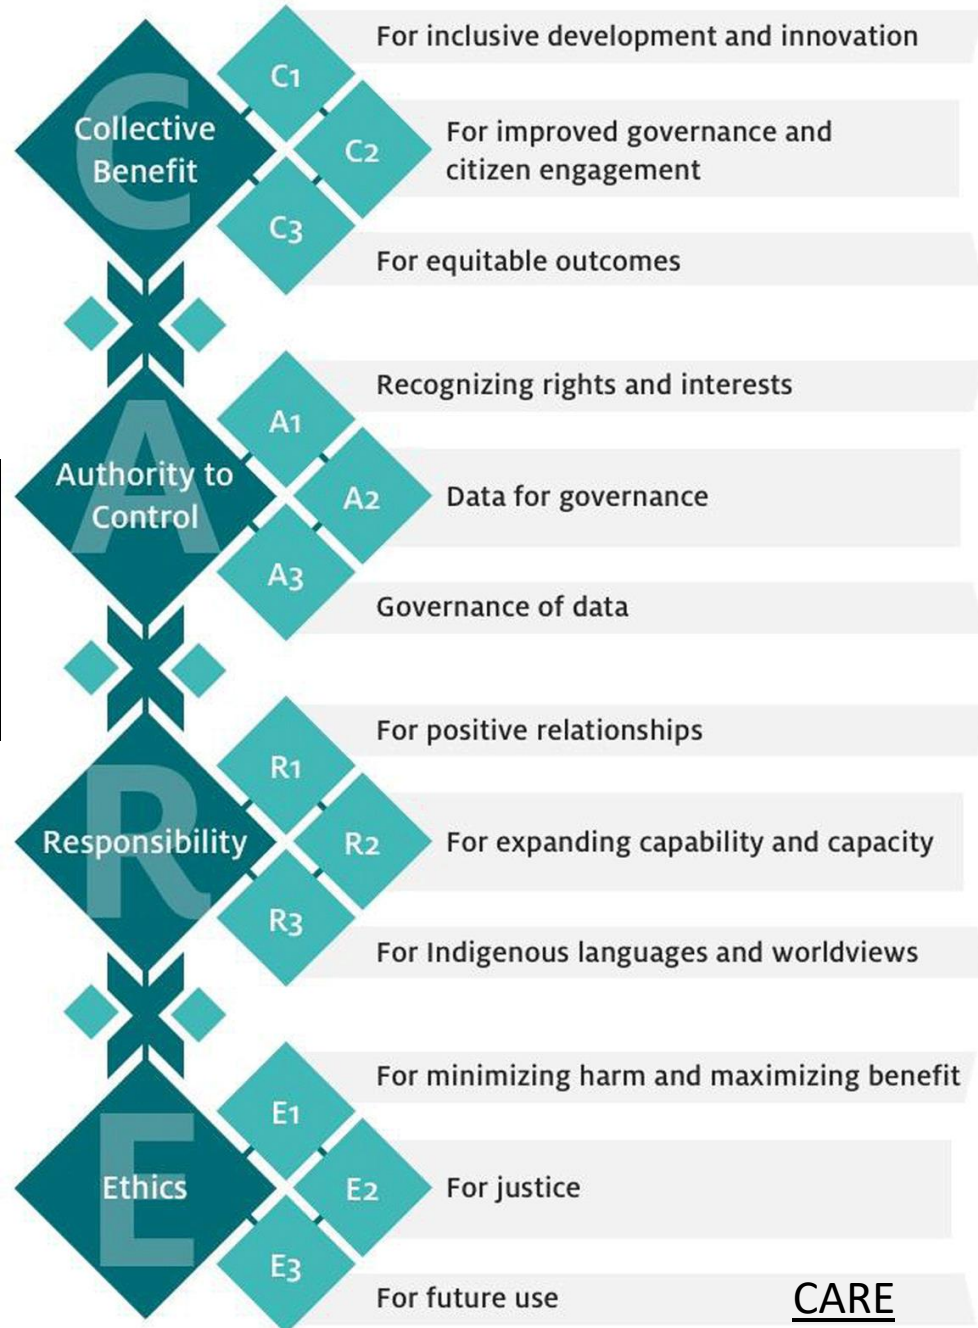 C
Collective
Benefit
C1
For inclusive development and innovation
C2
For improved governance and
citizen engagement
C3
For equitable outcomes
A
Authority to
Control
A1
Recognizing rights and interests
A2
Data for governance
A3
Governance of data
R
Responsibility
R1
For positive relationships
R2
For expanding capability and capacity
R3
For Indigenous languages and worldviews
E
Ethics
E1
For minimizing harm and maximizing benefit
E2
For justice
E3
For future use
CARE